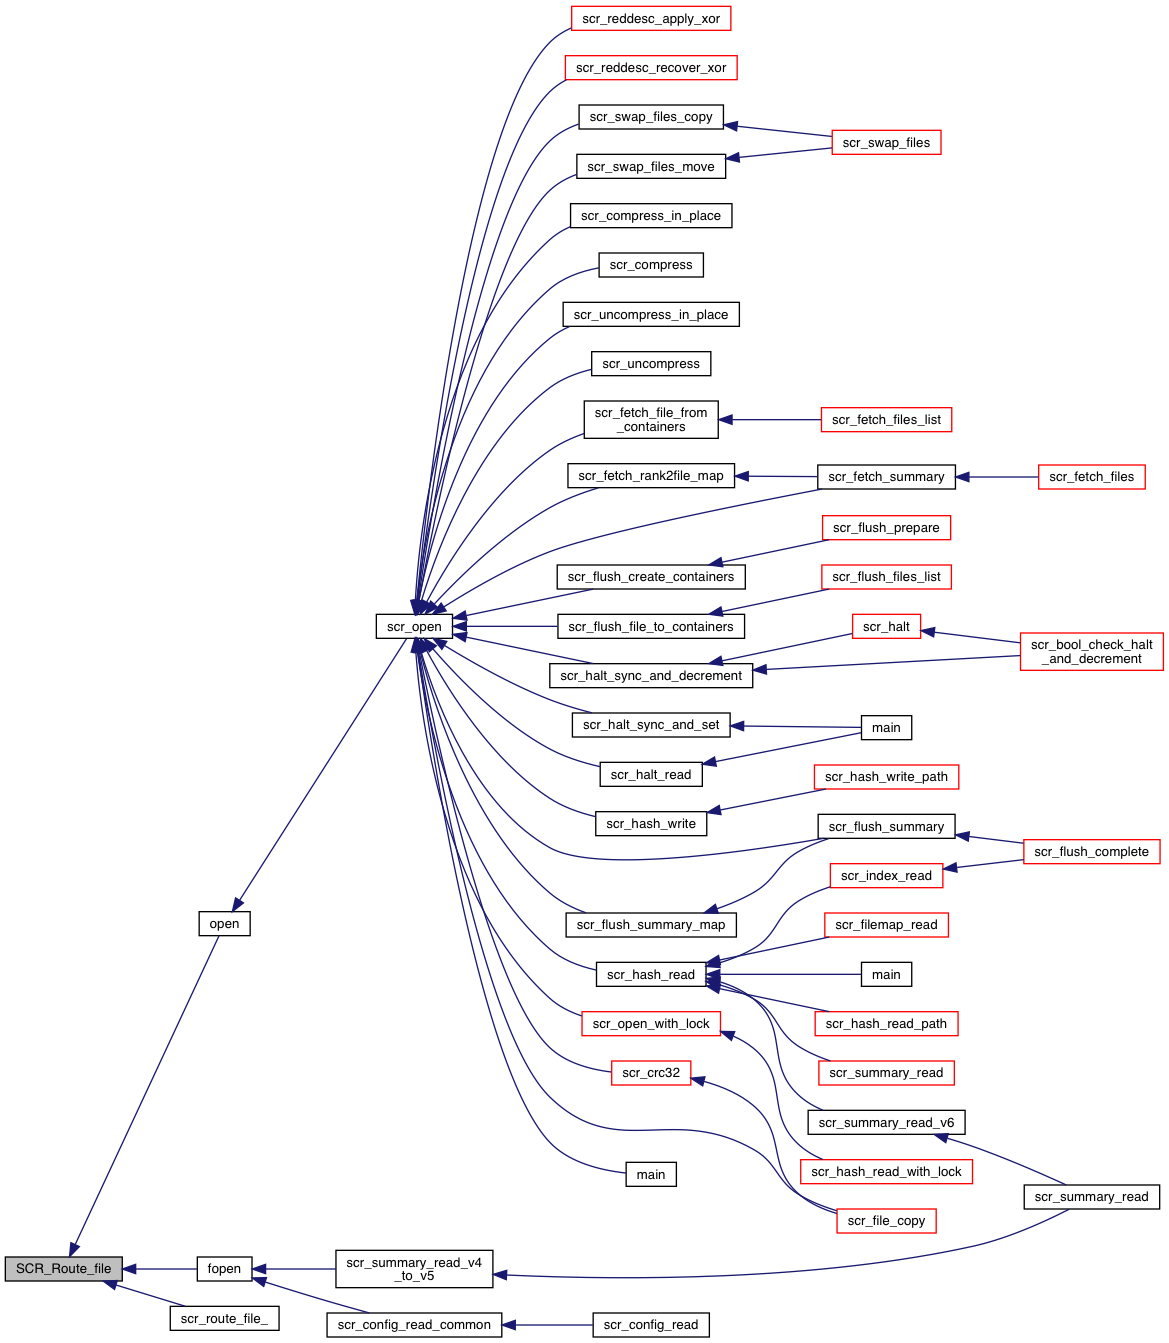 scr_reddesc_apply_xor
scr_reddesc_recover_xor
scr_swap_files_copy
scr_swap_files
scr_swap_files_move
scr_compress_in_place
scr_compress
scr_uncompress_in_place
scr_uncompress
scr_fetch_file_from
_containers
scr_fetch_files_list
scr_fetch_rank2file_map
scr_fetch_summary
scr_fetch_files
scr_flush_prepare
scr_flush_create_containers
scr_flush_files_list
scr_open
scr_flush_file_to_containers
scr_halt
scr_bool_check_halt
_and_decrement
scr_halt_sync_and_decrement
scr_halt_sync_and_set
main
scr_halt_read
scr_hash_write_path
scr_hash_write
scr_flush_summary
scr_flush_complete
scr_index_read
open
scr_flush_summary_map
scr_filemap_read
scr_hash_read
main
scr_open_with_lock
scr_hash_read_path
scr_crc32
scr_summary_read
scr_summary_read_v6
main
scr_hash_read_with_lock
scr_summary_read
scr_file_copy
SCR_Route_file
fopen
scr_summary_read_v4
_to_v5
scr_route_file_
scr_config_read_common
scr_config_read